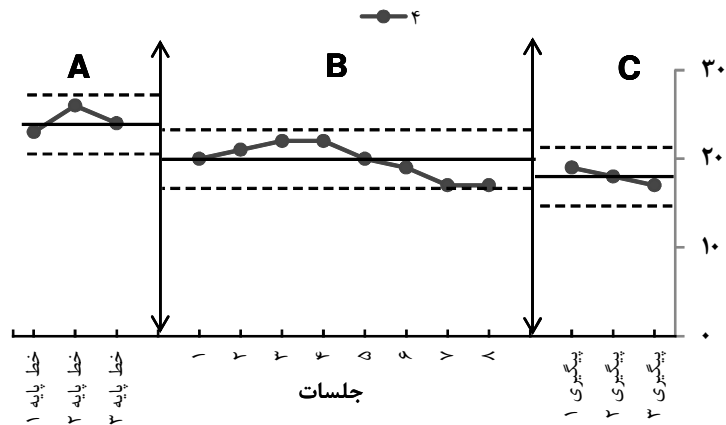 ۴
A
B
C
۳۰
۲۰
۱۰
۰
خط پایه ۱
خط پایه ۲
خط پایه ۳
۱
۲
۳
۴
۵
۶
۷
۸
پیگیری ۱
پیگیری ۲
پیگیری ۳
جلسات